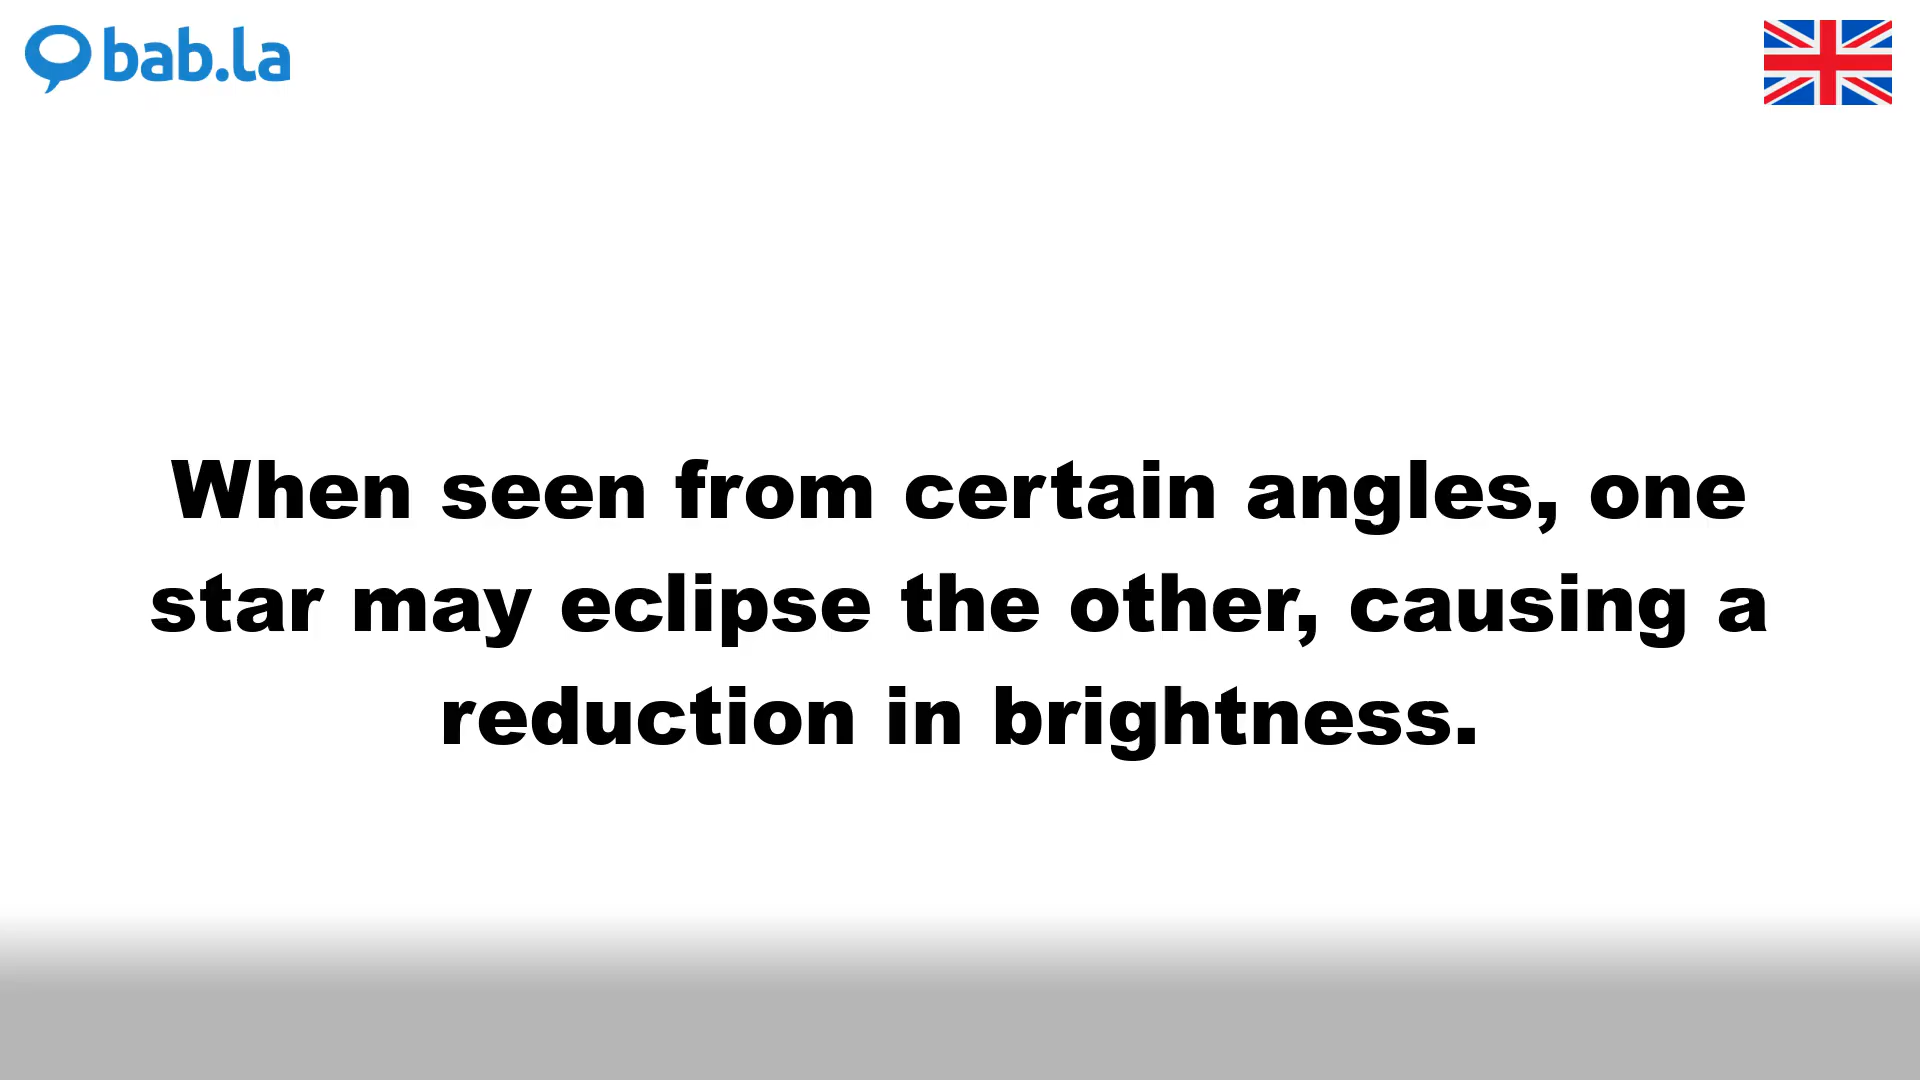 bab.la
When seen from certain angles, one
star may eclipse the other, causing a
reduction in brightness.